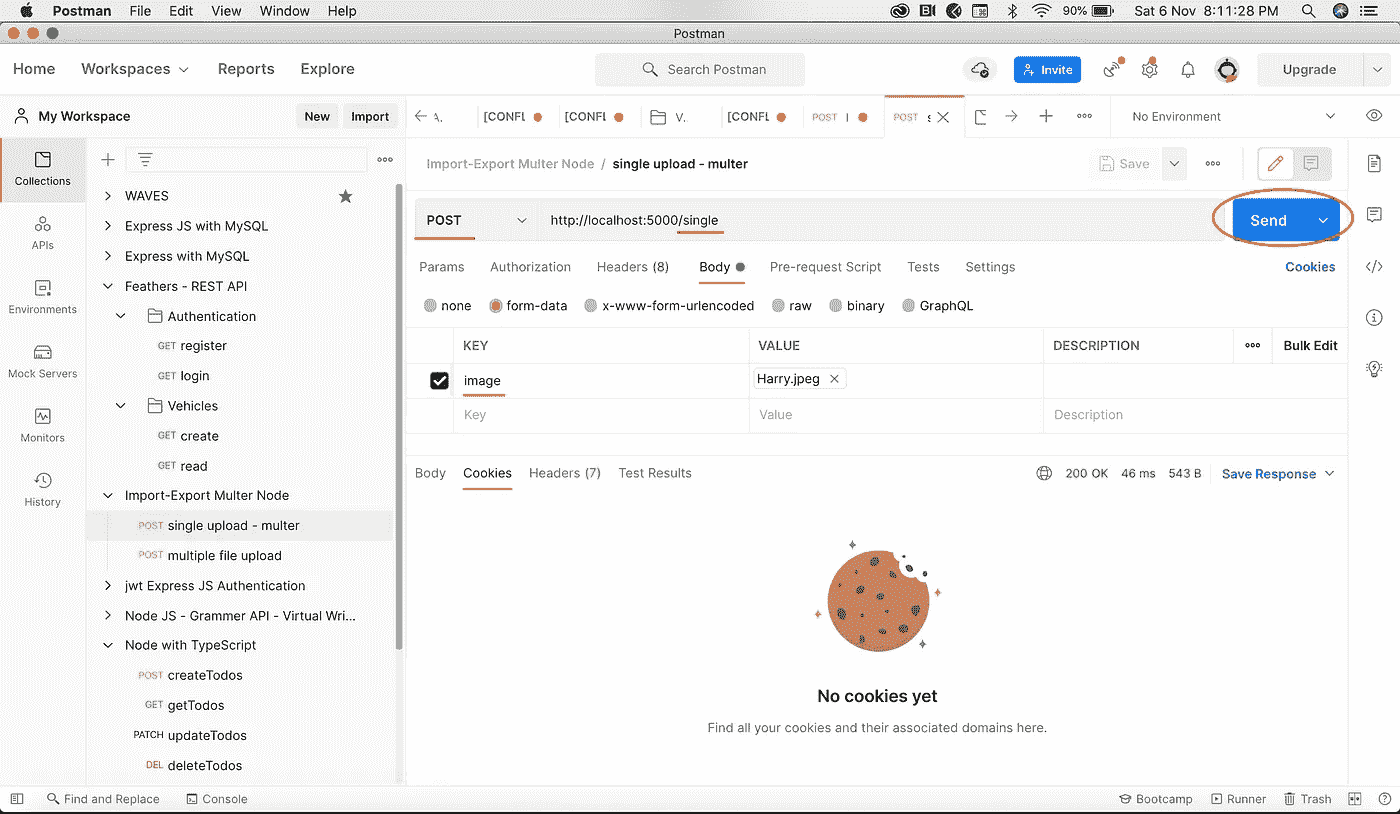 Postman File Edit View Window Help 90% Sat 6 Nov 8:11:28 PM
Postman
Home Workspaces Reports Explore Search Postman Invite Upgrade
My Workspace New Import
A. [CONFL [CONFL V. [CONFL POST POST s No Environment
Import-Export Multer Node / single upload - multer Save
Collections
APIs
Environments
Mock Servers
Monitors
History
WAVES
Express JS with MySQL
Express with MySQL
Feathers - REST API
Authentication
GET register
GET login
Vehicles
GET create
GET read
Import-Export Multer Node
POST single upload - multer
POST multiple file upload
jwt Express JS Authentication
Node JS - Grammer API - Virtual Wri...
Node with TypeScript
POST createTodos
GET getTodos
PATCH updateTodos
DEL deleteTodos
POST http://localhost:5000/single Send
Params Authorization Headers (8) Body Pre-request Script Tests Settings Cookies
none form-data x-www-form-urlencoded raw binary GraphQL
KEY VALUE DESCRIPTION Bulk Edit
image Harry.jpeg
Key Value Description
Body Cookies Headers (7) Test Results 200 OK 46 ms 543 B Save Response
No cookies yet
Find all your cookies and their associated domains here.
Find and Replace Console Bootcamp Runner Trash